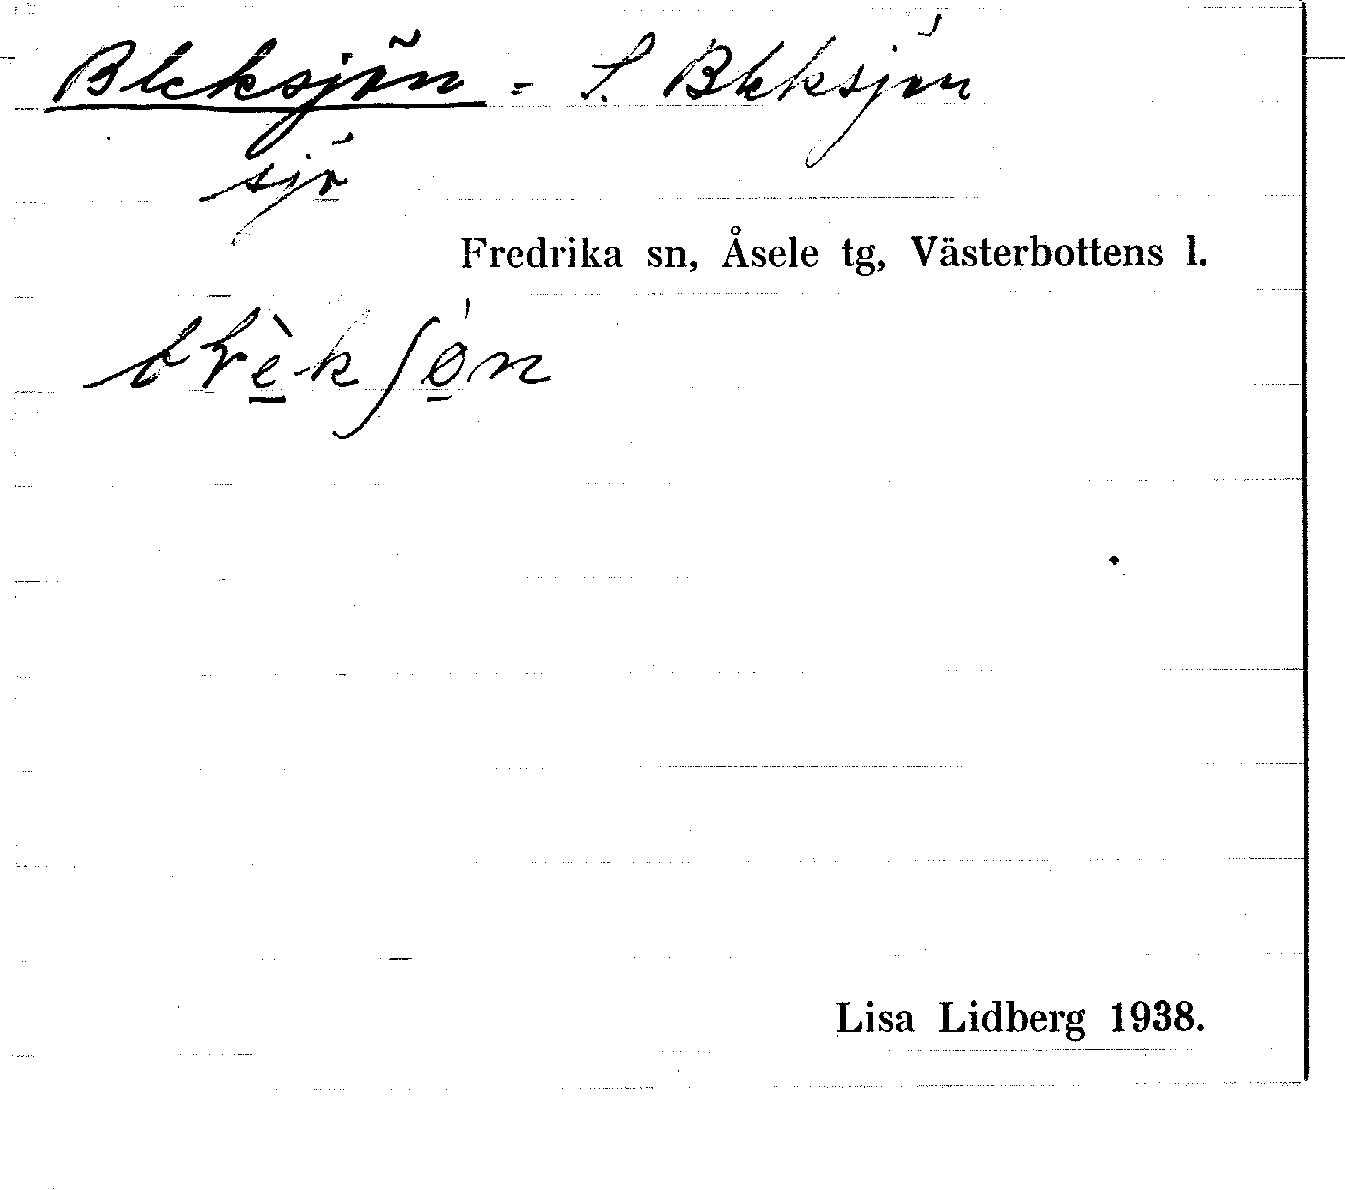 Bleksjön = S. Bleksjön
sjö
Fredrika sn, Åsele tg, Västerbottens l.
Lisa Lidberg 1938.